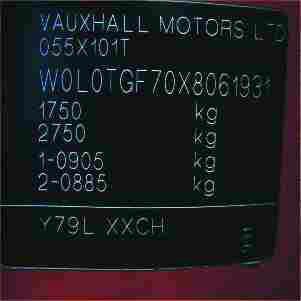 VAUXHALL MOTORS LTD
055X101T
W0L0TGF70X8061931
1750 kg
2750 kg
1-0905 kg
2-0885 kg
Y79L XXCH